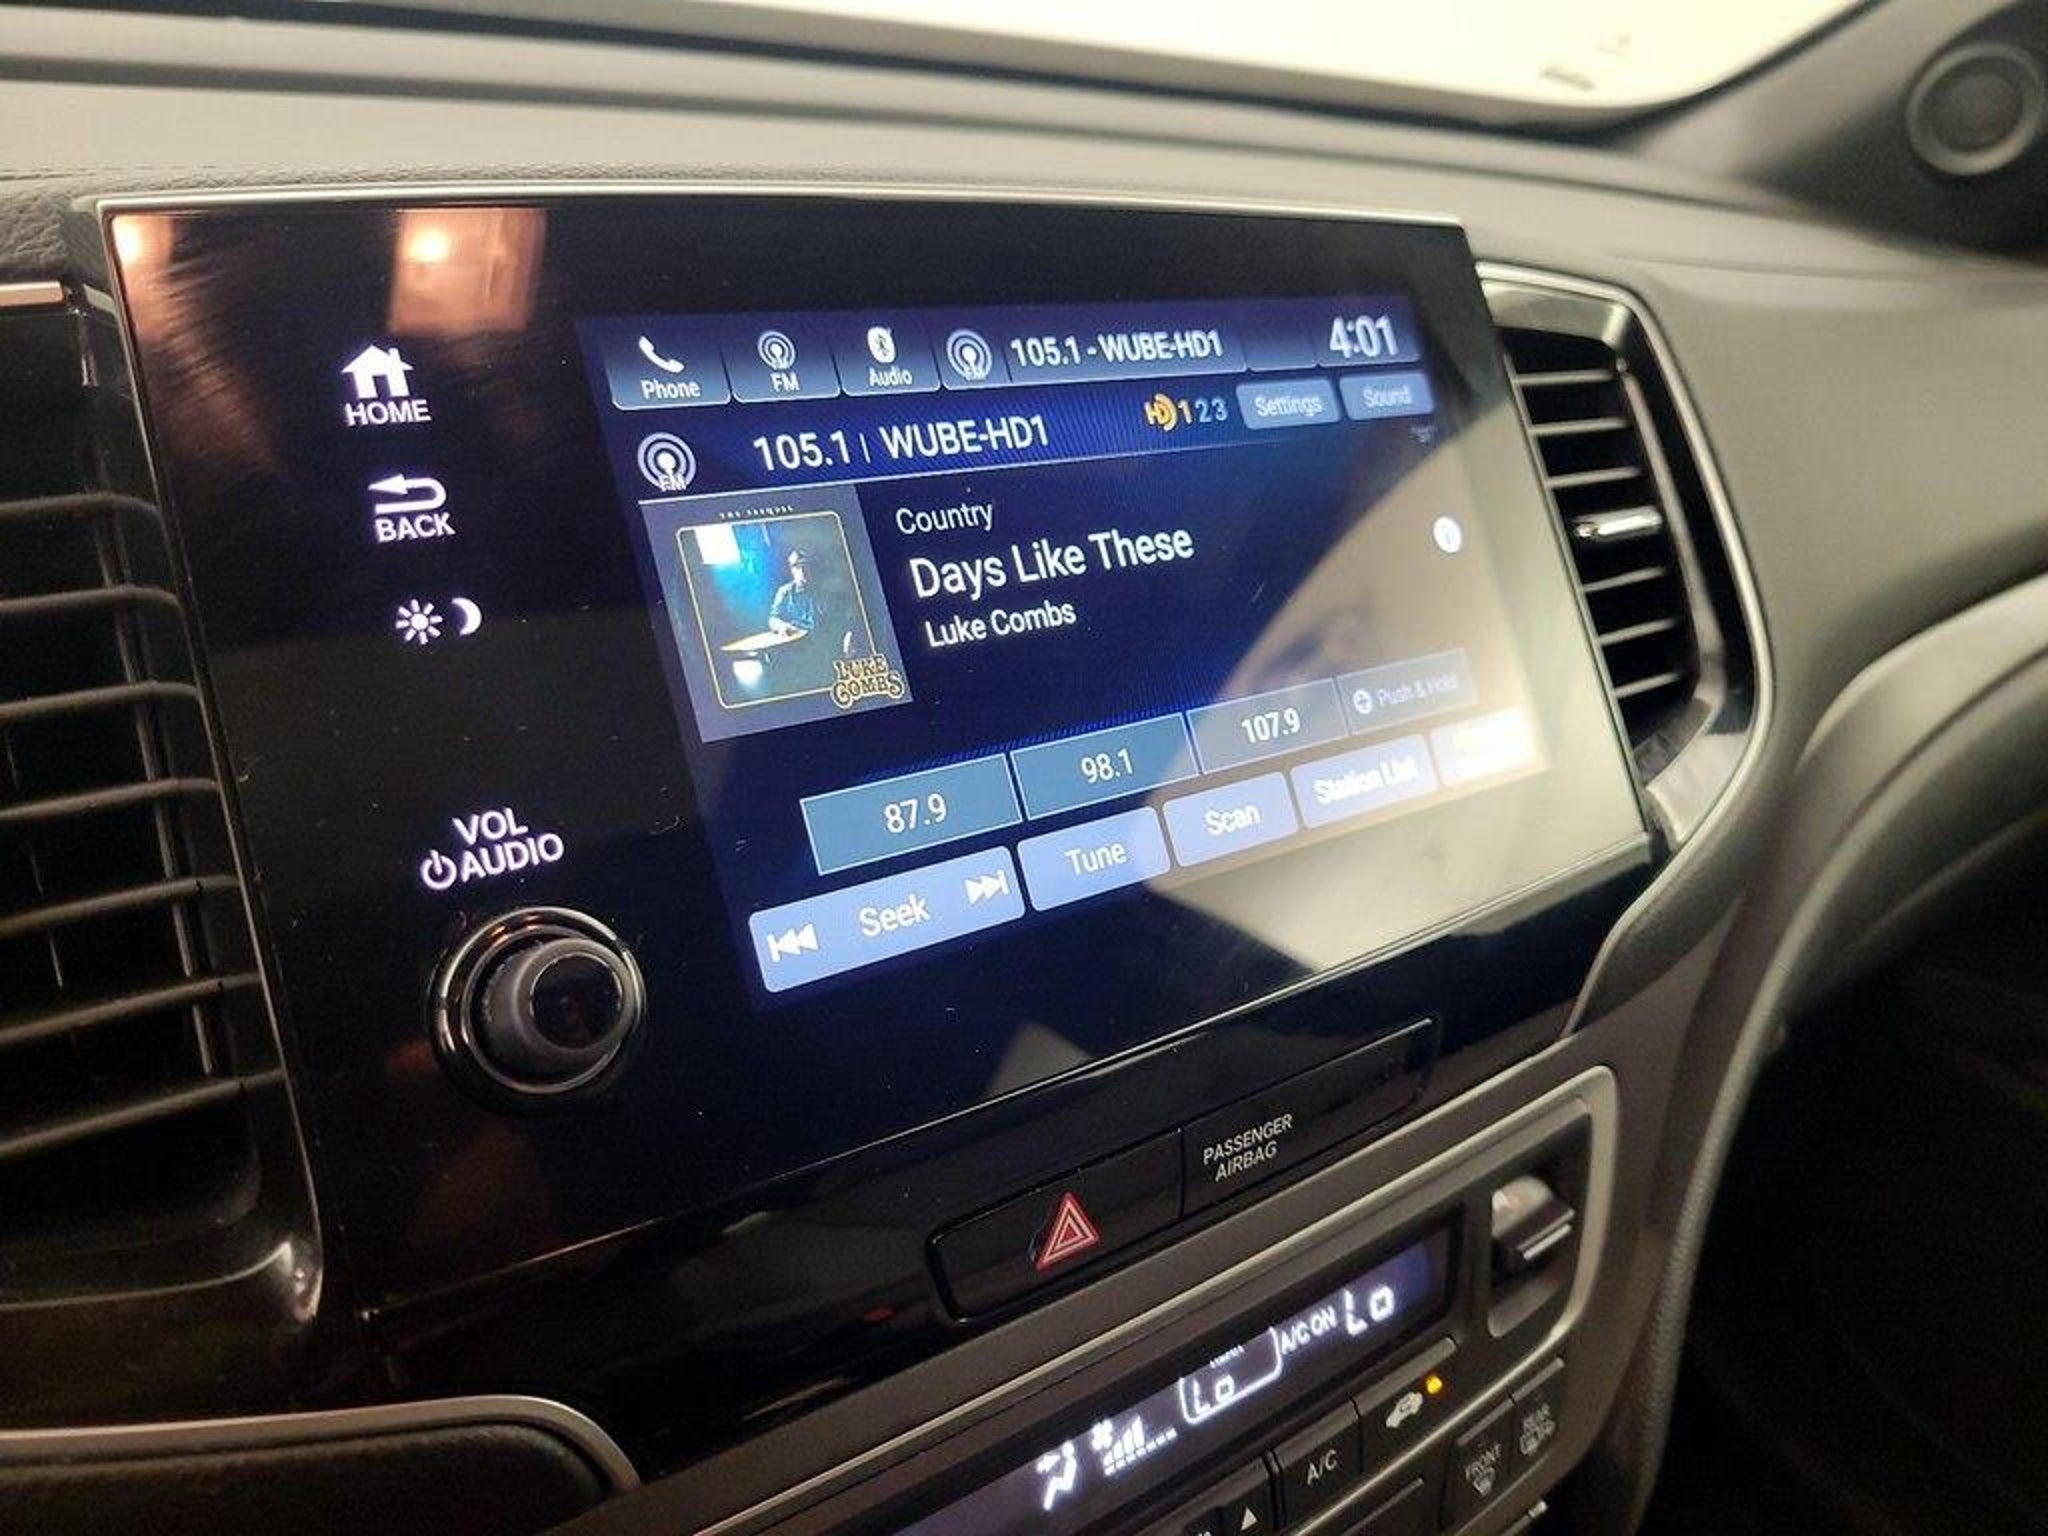 HOME
BACK
VOL
AUDIO
Phone
FM
Audio
FM
105.1 - WUBE-HD1
4:01
FM
105.1 | WUBE-HD1
HD 1 2 3
Settings
Sound
LUKE
COMBS
Country
Days Like These
Luke Combs
87.9
98.1
107.9
Push & Hold
Seek
Tune
Scan
Station List
PASSENGER
AIRBAG
Lo
A/C ON
Lo
A/C
FRONT
REAR